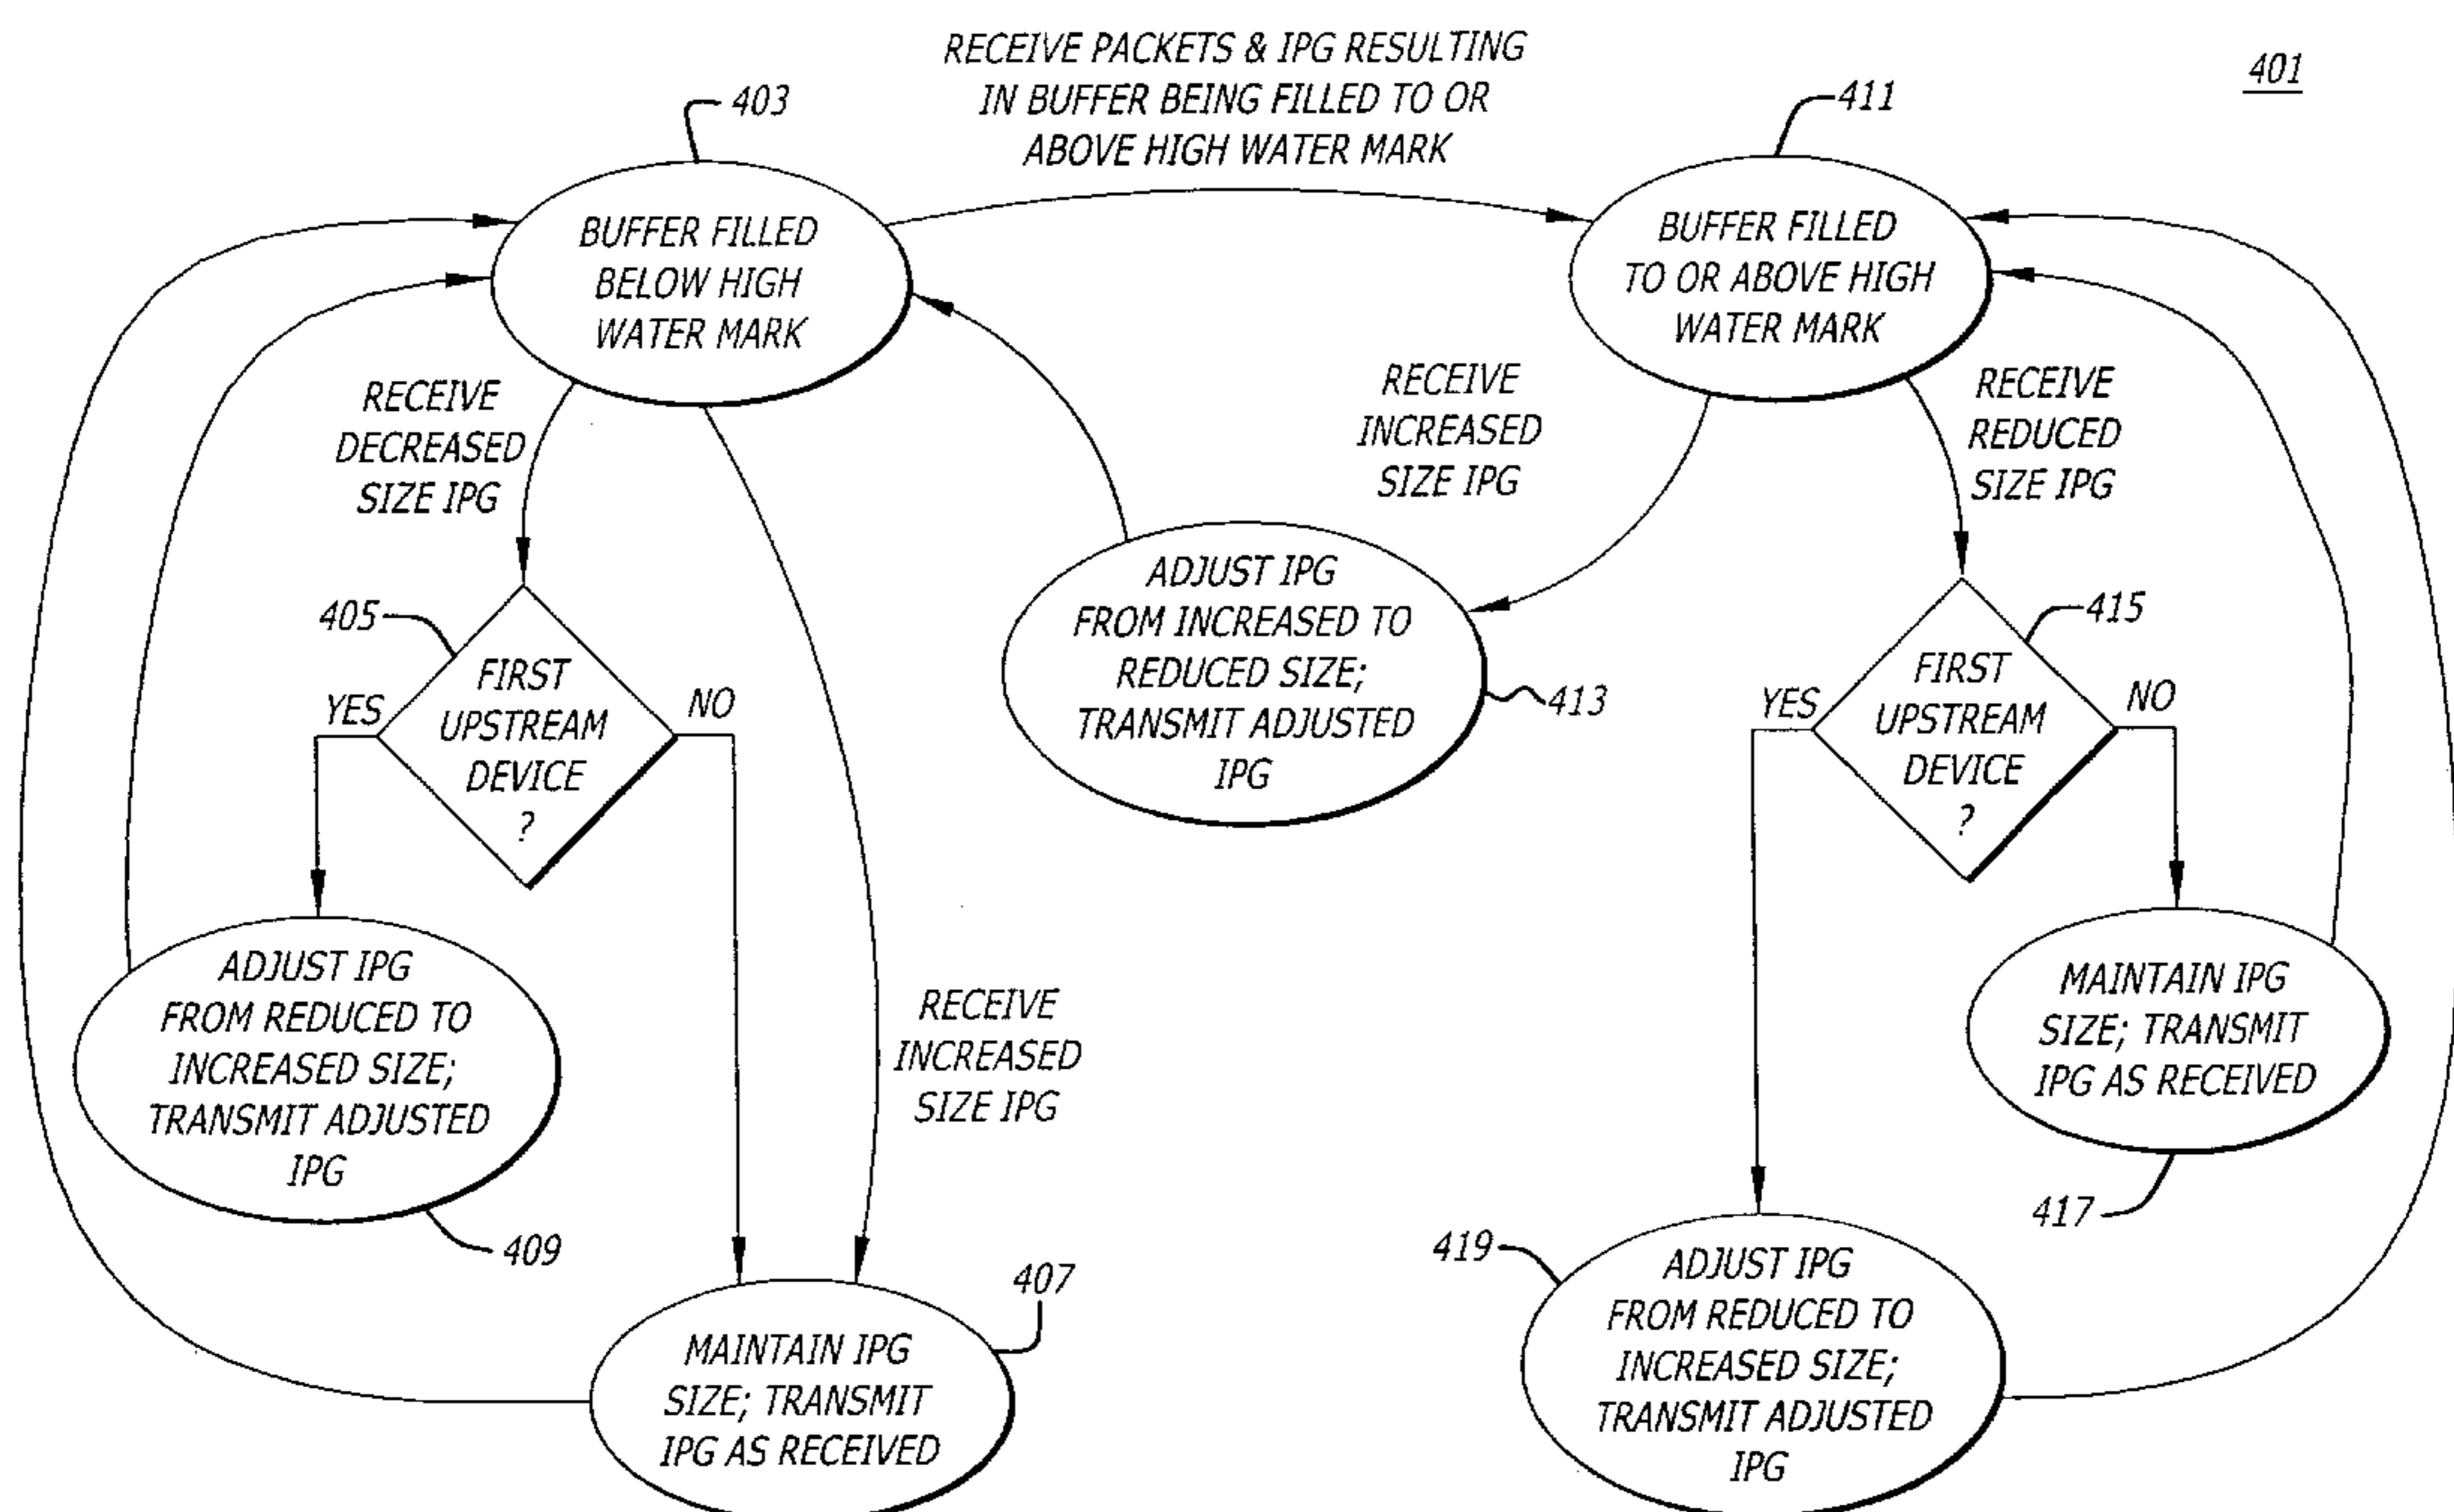 RECEIVE PACKETS & IPG RESULTING
IN BUFFER BEING FILLED TO OR
ABOVE HIGH WATER MARK
401
403
411
BUFFER FILLED
BELOW HIGH
WATER MARK
BUFFER FILLED
TO OR ABOVE HIGH
WATER MARK
RECEIVE
DECREASED
SIZE IPG
RECEIVE
INCREASED
SIZE IPG
RECEIVE
REDUCED
SIZE IPG
405
FIRST
UPSTREAM
DEVICE
?
YES
NO
ADJUST IPG
FROM INCREASED TO
REDUCED SIZE;
TRANSMIT ADJUSTED
IPG
413
415
FIRST
UPSTREAM
DEVICE
?
YES
NO
ADJUST IPG
FROM REDUCED TO
INCREASED SIZE;
TRANSMIT ADJUSTED
IPG
409
RECEIVE
INCREASED
SIZE IPG
MAINTAIN IPG
SIZE; TRANSMIT
IPG AS RECEIVED
417
407
MAINTAIN IPG
SIZE; TRANSMIT
IPG AS RECEIVED
419
ADJUST IPG
FROM REDUCED TO
INCREASED SIZE;
TRANSMIT ADJUSTED
IPG